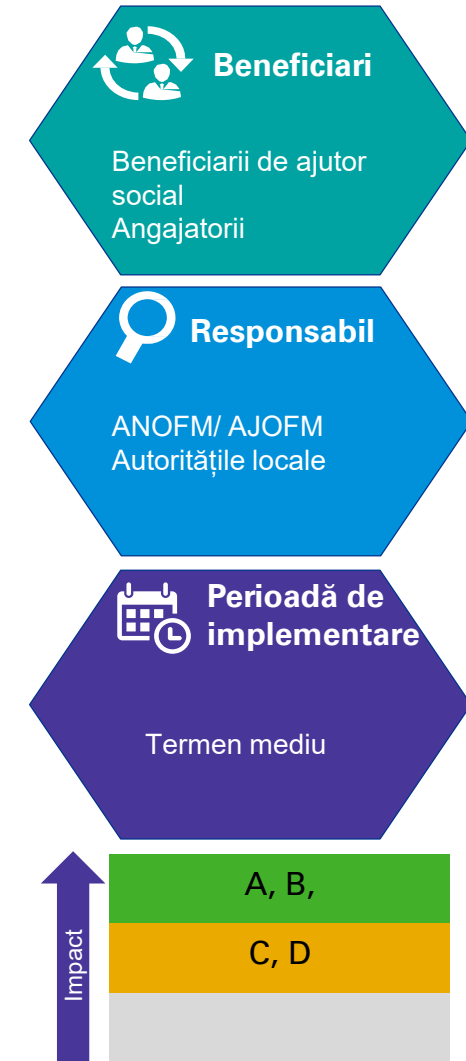 Beneficiari
Beneficiarii de ajutor
social
Angajatorii
Responsabil
ANOFM/ AJOFM
Autoritățile locale
Perioadă de
implementare
Termen mediu
Impact
A, B,
C, D